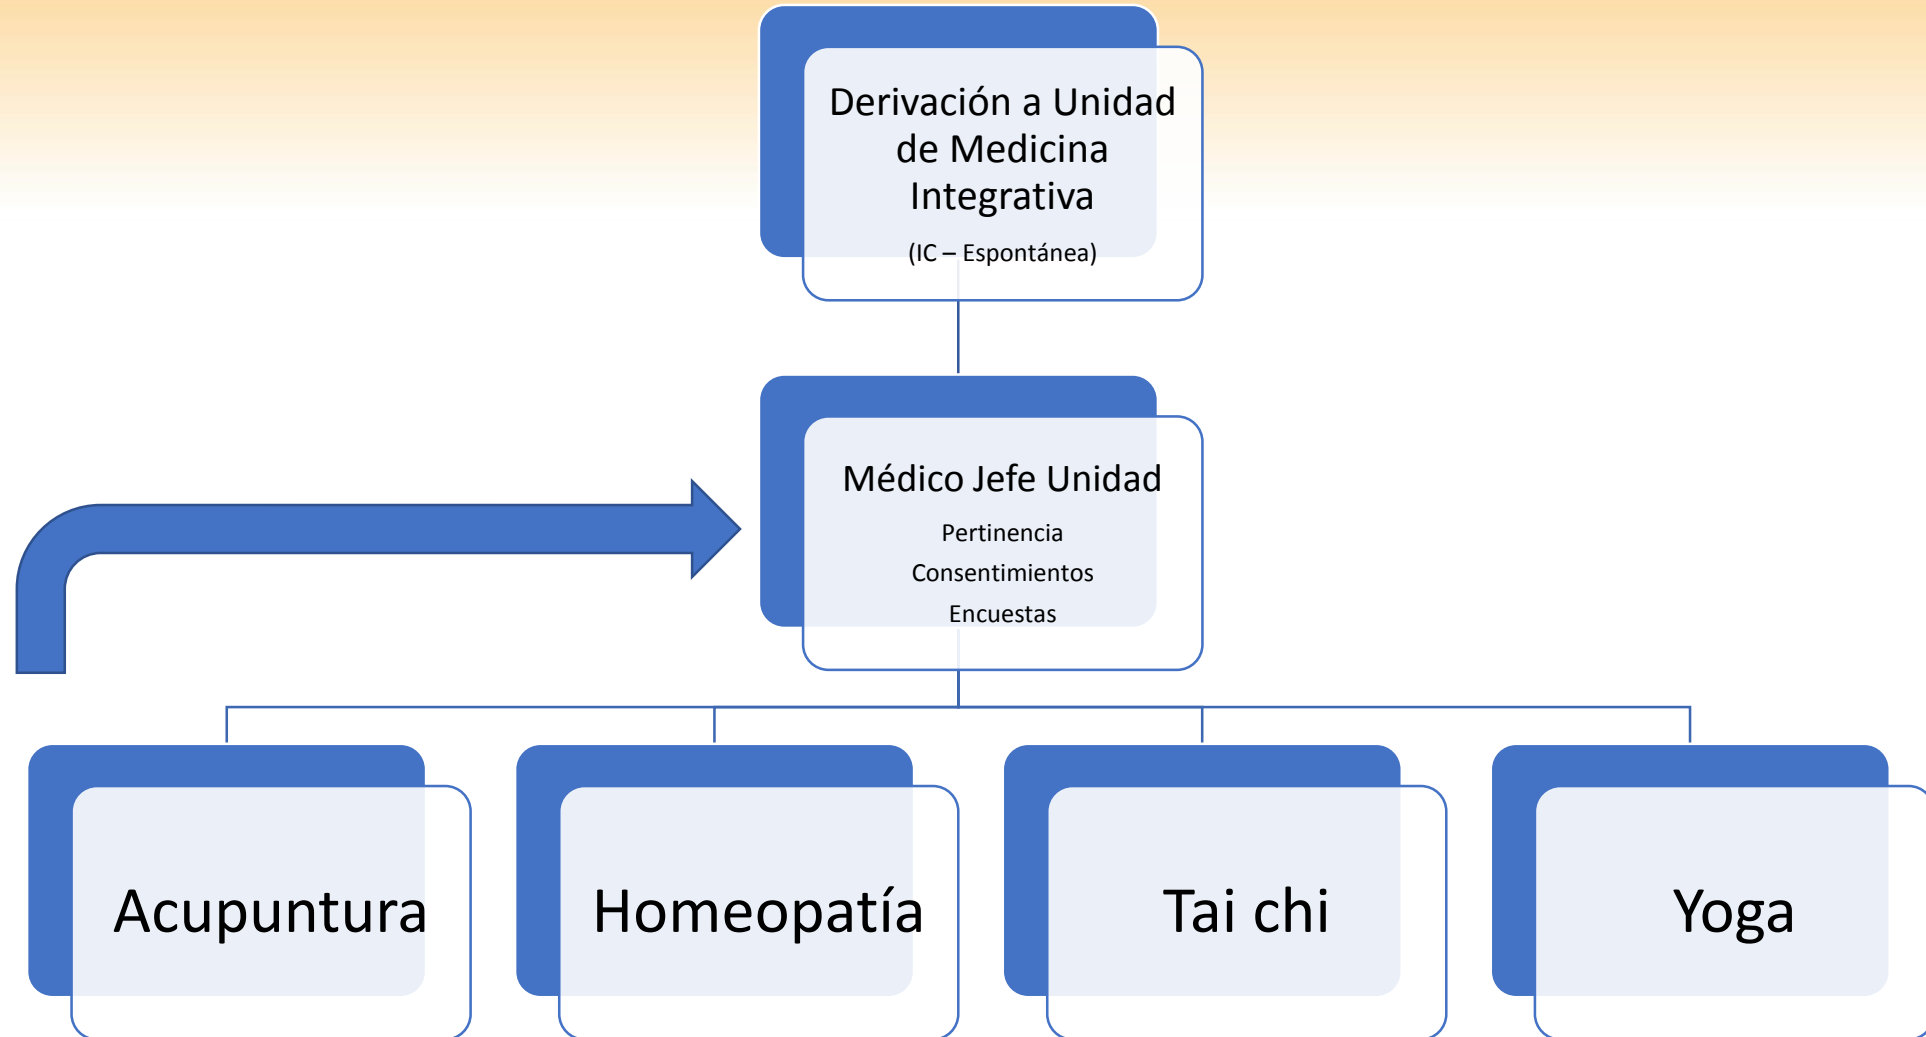 Derivación a Unidad
de Medicina
Integrativa
(IC – Espontánea)
Médico Jefe Unidad
Pertinencia
Consentimientos
Encuestas
Acupuntura
Homeopatía
Tai chi
Yoga